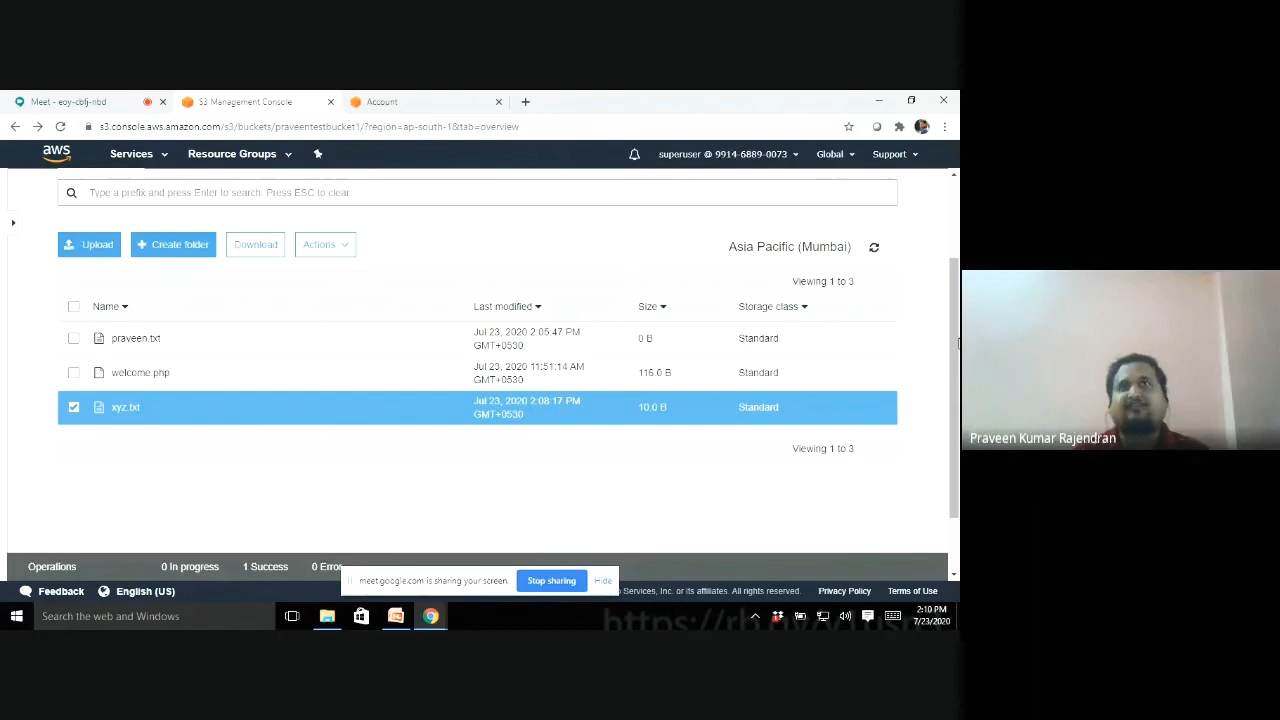 Meet - eoy-cbfj-nbd
S3 Management Console
Account
s3.console.aws.amazon.com/s3/buckets/praveentestbucket1/?region=ap-south-1&tab=overview
aws Services Resource Groups superuser @ 9914-6889-0073 Global Support
Type a prefix and press Enter to search. Press ESC to clear.
Upload Create folder Download Actions Asia Pacific (Mumbai)
Viewing 1 to 3
Name Last modified Size Storage class
praveen.txt Jul 23, 2020 2:05:47 PM GMT+0530 0 B Standard
welcome.php Jul 23, 2020 11:51:14 AM GMT+0530 116.0 B Standard
xyz.txt Jul 23, 2020 2:08:17 PM GMT+0530 10.0 B Standard
Viewing 1 to 3
Praveen Kumar Rajendran
Operations 0 In progress 1 Success 0 Error
meet.google.com is sharing your screen. Stop sharing Hide
Feedback English (US) Services, Inc. or its affiliates. All rights reserved. Privacy Policy Terms of Use
Search the web and Windows
2:10 PM
7/23/2020